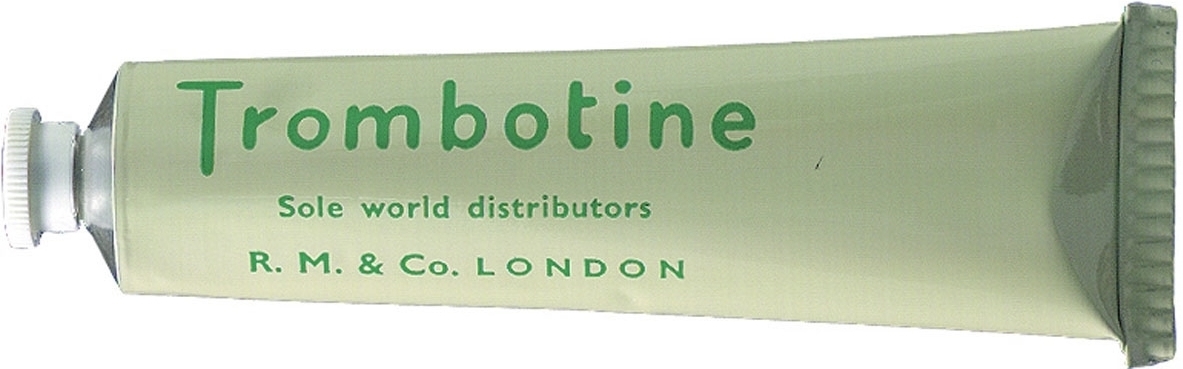 Trombotine
Sole world distributors
R. M. & Co. LONDON